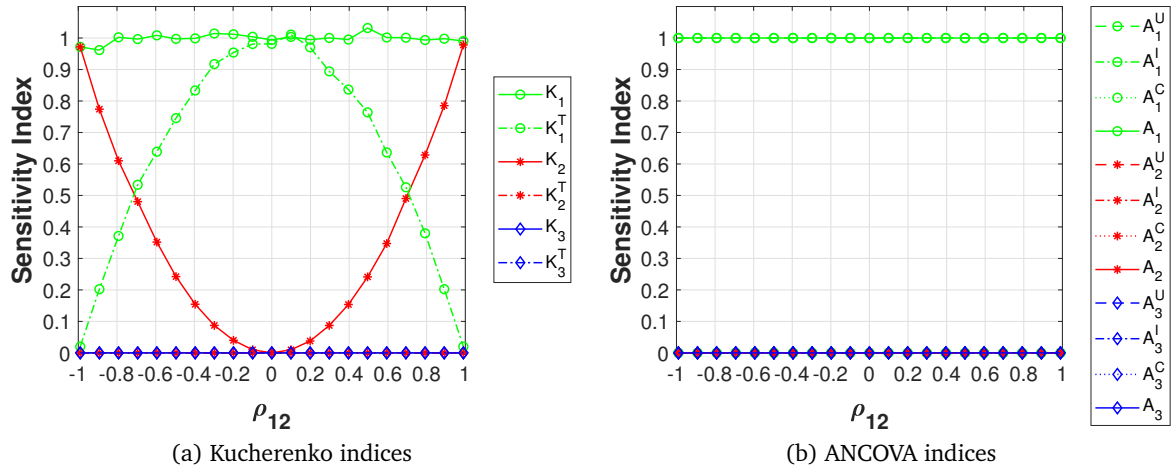 1
0.9
0.8
0.7
0.6
0.5
0.4
0.3
0.2
0.1
0
Sensitivity Index
-1 -0.8 -0.6 -0.4 -0.2 0 0.2 0.4 0.6 0.8 1
ρ₁₂
K₁
K₁ᵀ
K₂
K₂ᵀ
K₃
K₃ᵀ
(a) Kucherenko indices
1
0.9
0.8
0.7
0.6
0.5
0.4
0.3
0.2
0.1
0
Sensitivity Index
-1 -0.8 -0.6 -0.4 -0.2 0 0.2 0.4 0.6 0.8 1
ρ₁₂
A₁ᵁ
A₁ᴵ
A₁ᶜ
A₁
A₂ᵁ
A₂ᴵ
A₂ᶜ
A₂
A₃ᵁ
A₃ᴵ
A₃ᶜ
A₃
(b) ANCOVA indices